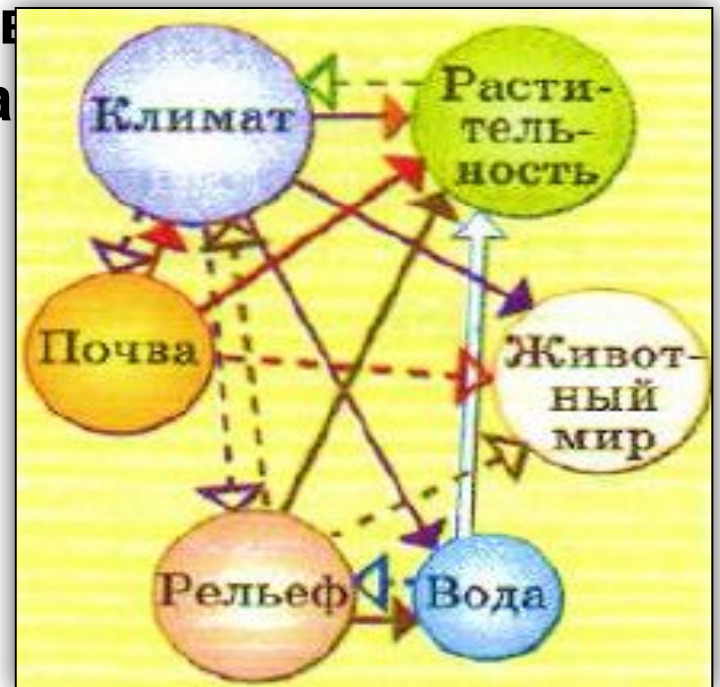 в
а
Климат
Расти-
тель-
ность
Почва
Живот-
ный
мир
Рельеф
Вода